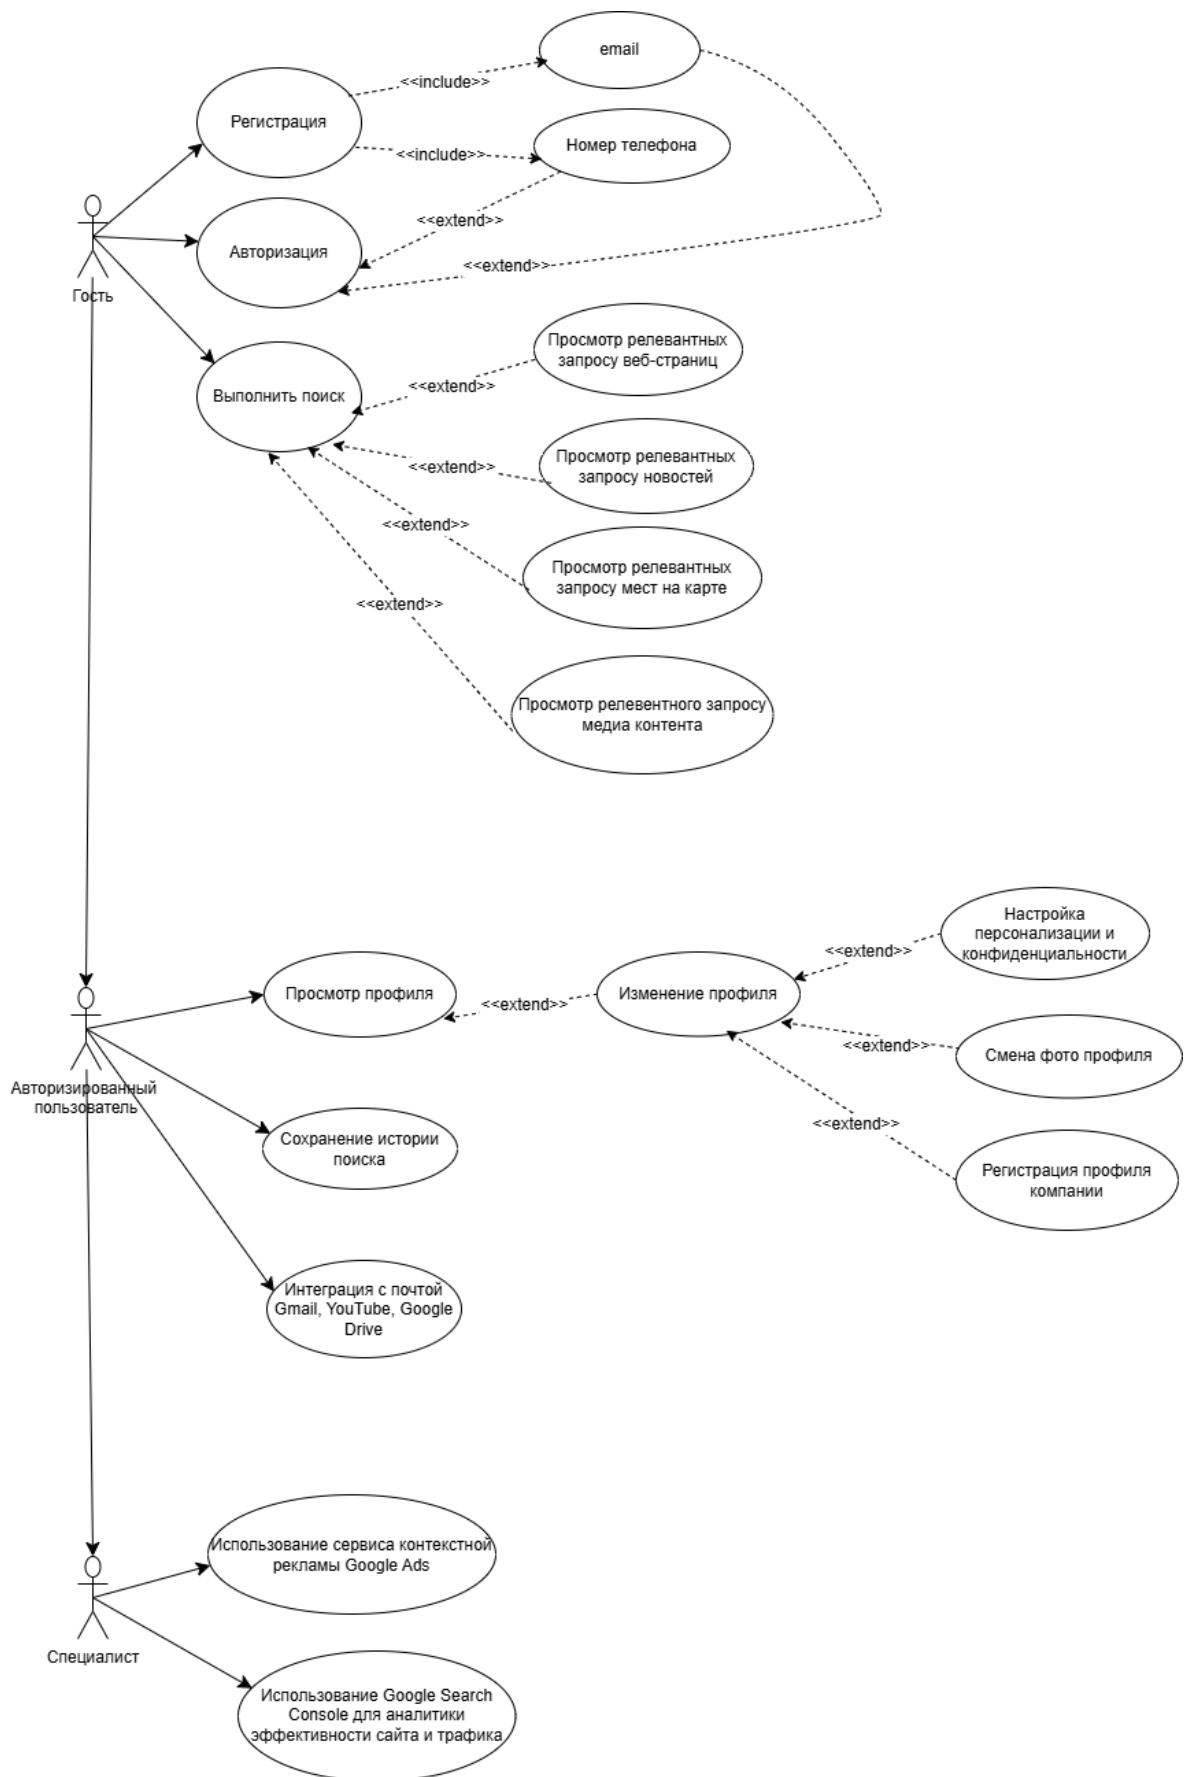 email
<<include>>
Регистрация
Номер телефона
<<include>>
<<extend>>
Авторизация
<<extend>>
Гость
Просмотр релевантных
запросу веб-страниц
<<extend>>
Выполнить поиск
Просмотр релевантных
запросу новостей
<<extend>>
<<extend>>
Просмотр релевантных
запросу мест на карте
<<extend>>
Просмотр релевентного запросу
медиа контента
Настройка
персонализации и
конфиденциальности
<<extend>>
Просмотр профиля
<<extend>>
Изменение профиля
<<extend>>
Смена фото профиля
Авторизированный
пользователь
<<extend>>
Сохранение истории
поиска
Регистрация профиля
компании
Интеграция с почтой
Gmail, YouTube, Google
Drive
Использование сервиса контекстной
рекламы Google Ads
Специалист
Использование Google Search
Console для аналитики
эффективности сайта и трафика